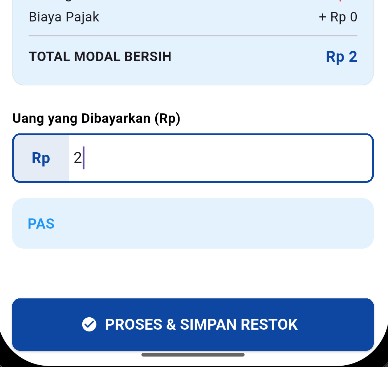 Biaya Pajak + Rp 0
TOTAL MODAL BERSIH Rp 2
Uang yang Dibayarkan (Rp)
Rp 2
PAS
PROSES & SIMPAN RESTOK